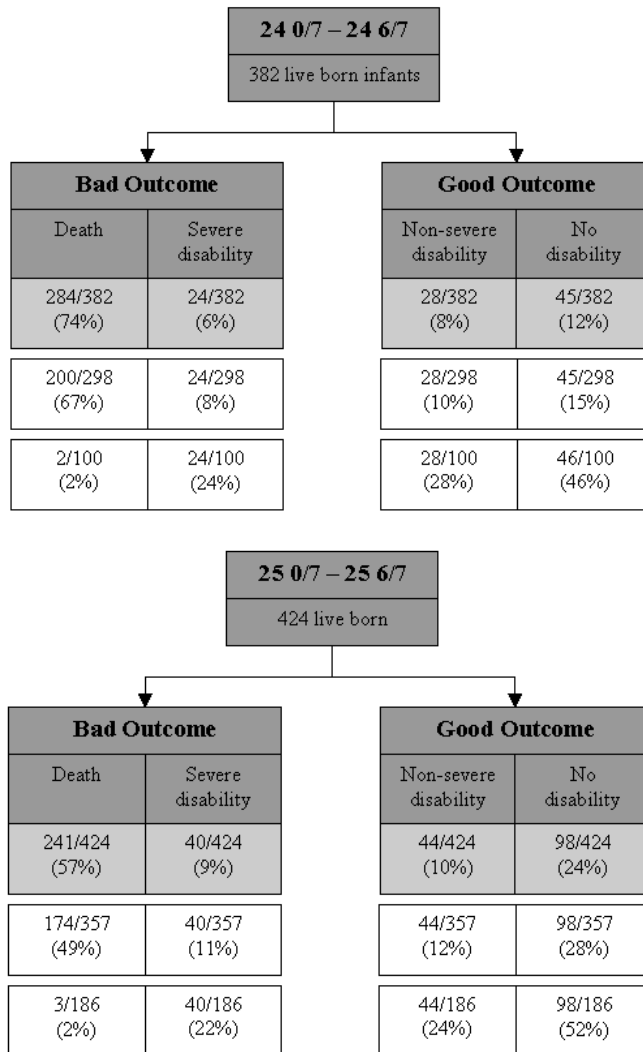 24 0/7 – 24 6/7
382 live born infants
Bad Outcome
Good Outcome
Death
Severe disability
Non-severe disability
No disability
284/382 (74%)
24/382 (6%)
28/382 (8%)
45/382 (12%)
200/298 (67%)
24/298 (8%)
28/298 (10%)
45/298 (15%)
2/100 (2%)
24/100 (24%)
28/100 (28%)
46/100 (46%)
25 0/7 – 25 6/7
424 live born
Bad Outcome
Good Outcome
Death
Severe disability
Non-severe disability
No disability
241/424 (57%)
40/424 (9%)
44/424 (10%)
98/424 (24%)
174/357 (49%)
40/357 (11%)
44/357 (12%)
98/357 (28%)
3/186 (2%)
40/186 (22%)
44/186 (24%)
98/186 (52%)